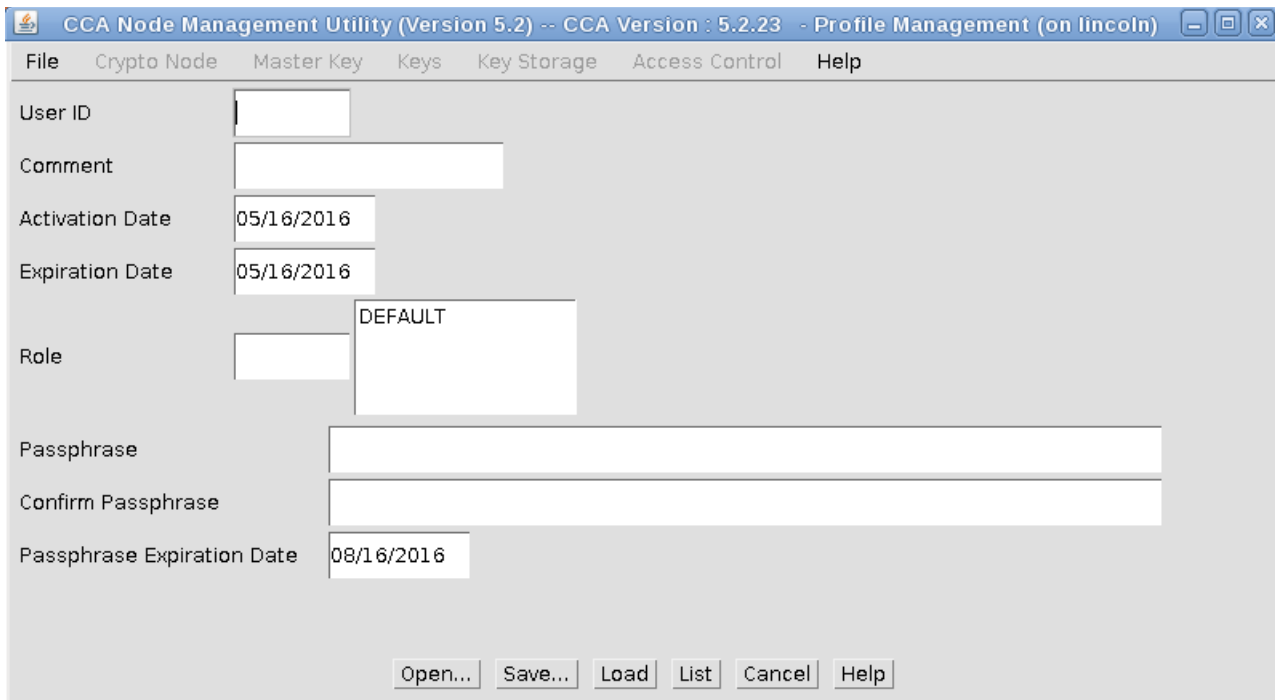 CCA Node Management Utility (Version 5.2) -- CCA Version : 5.2.23 - Profile Management (on lincoln)
File Crypto Node Master Key Keys Key Storage Access Control Help
User ID
Comment
Activation Date 05/16/2016
Expiration Date 05/16/2016
DEFAULT
Role
Passphrase
Confirm Passphrase
Passphrase Expiration Date 08/16/2016
Open... Save... Load List Cancel Help